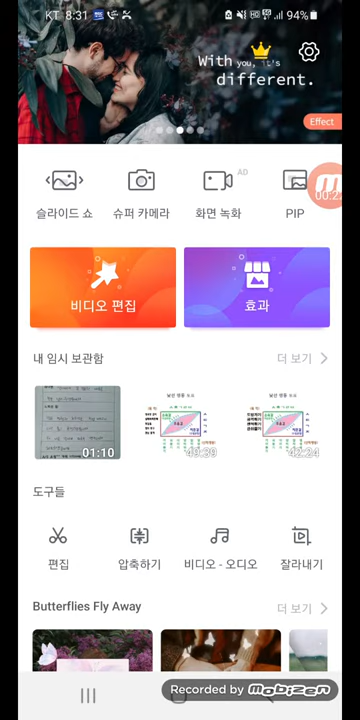 KT 8:31
94%
With you, it's
different.
Effect
AD
슬라이드 쇼
슈퍼 카메라
화면 녹화
PIP
비디오 편집
효과
내 임시 보관함
더 보기
01:10
49:39
42:24
도구들
편집
압축하기
비디오 - 오디오
잘라내기
Butterflies Fly Away
더 보기
Recorded by MOBIZEN